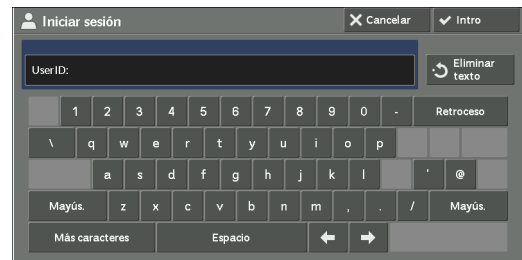 Iniciar sesión
Cancelar
Intro
UserID:
Eliminar
texto
1 2 3 4 5 6 7 8 9 0 - Retroceso
\ q w e r t y u i o p
a s d f g h j k l ' @
Mayús. z x c v b n m , . / Mayús.
Más caracteres Espacio